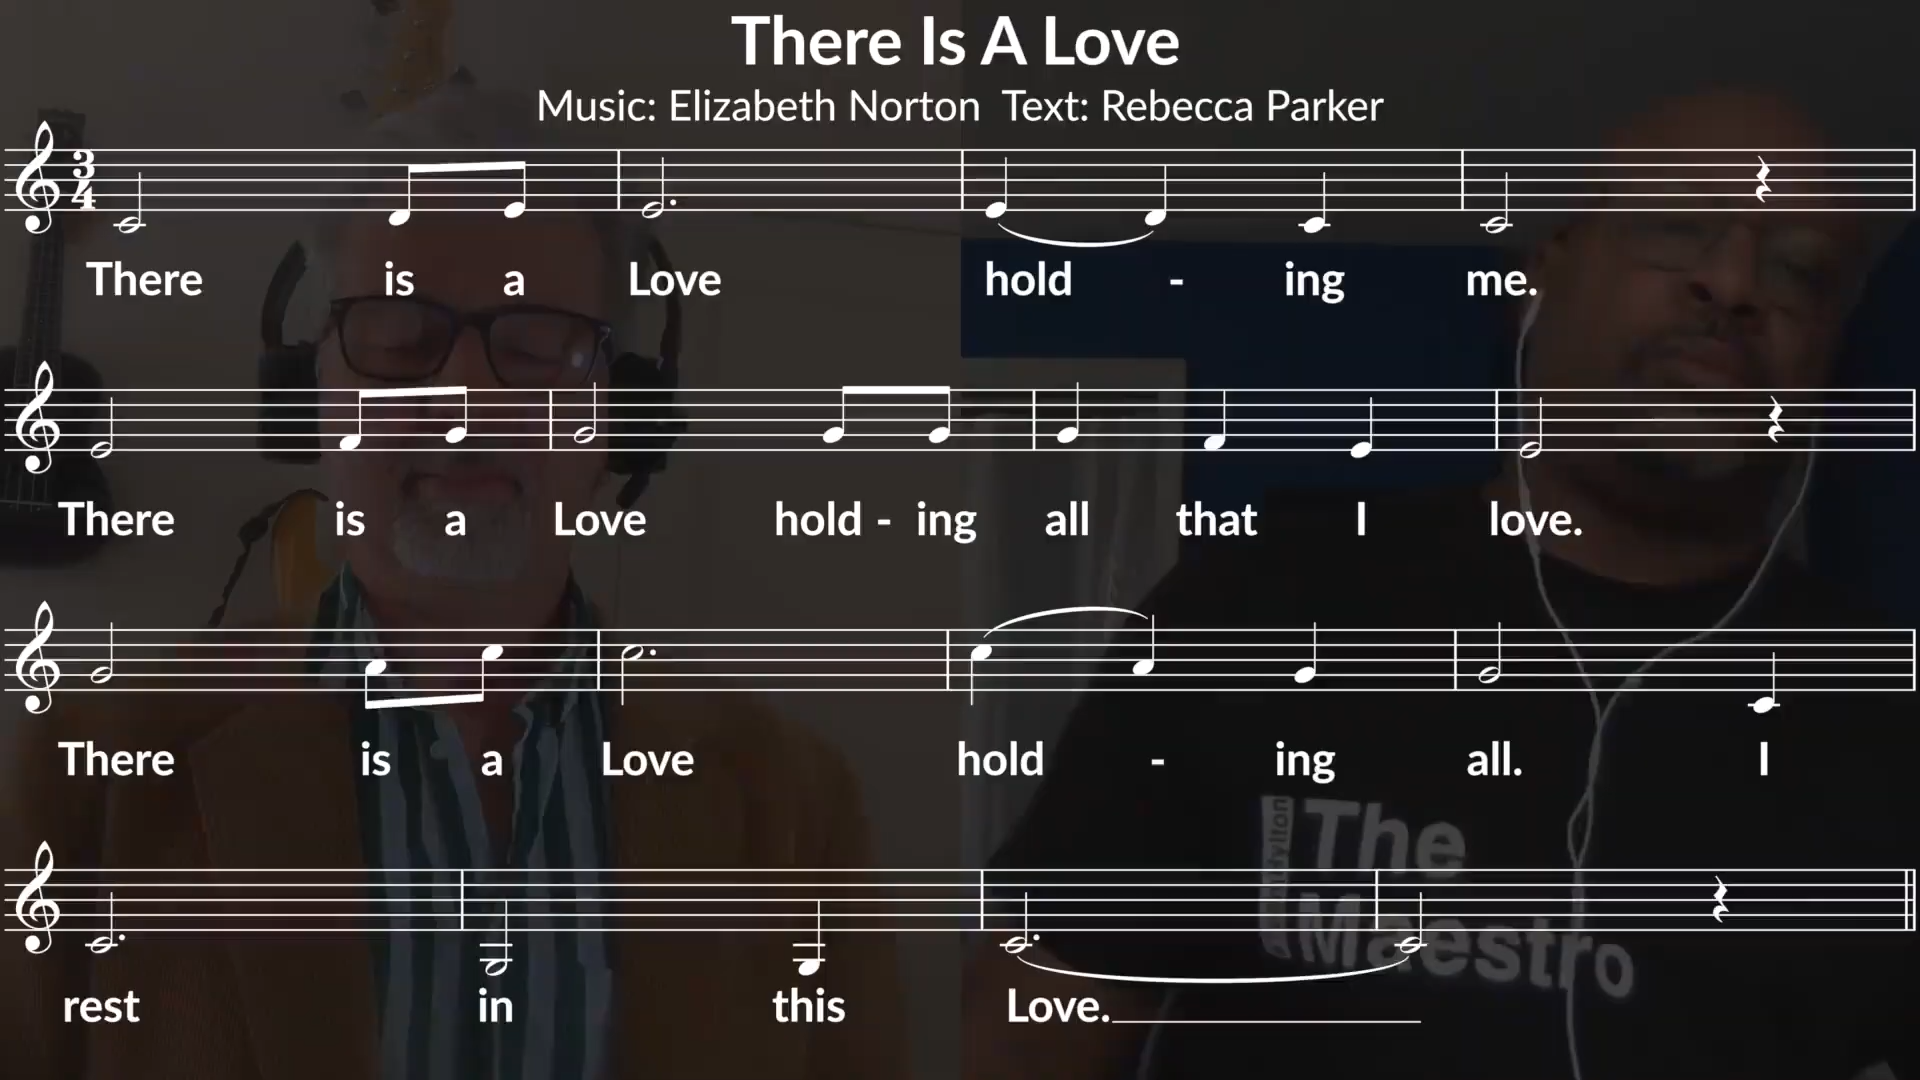 There Is A Love
Music: Elizabeth Norton  Text: Rebecca Parker
3
4
There is a Love hold - ing me.
There is a Love hold - ing all that I love.
There is a Love hold - ing all. I
rest in this Love.
The
Maestro